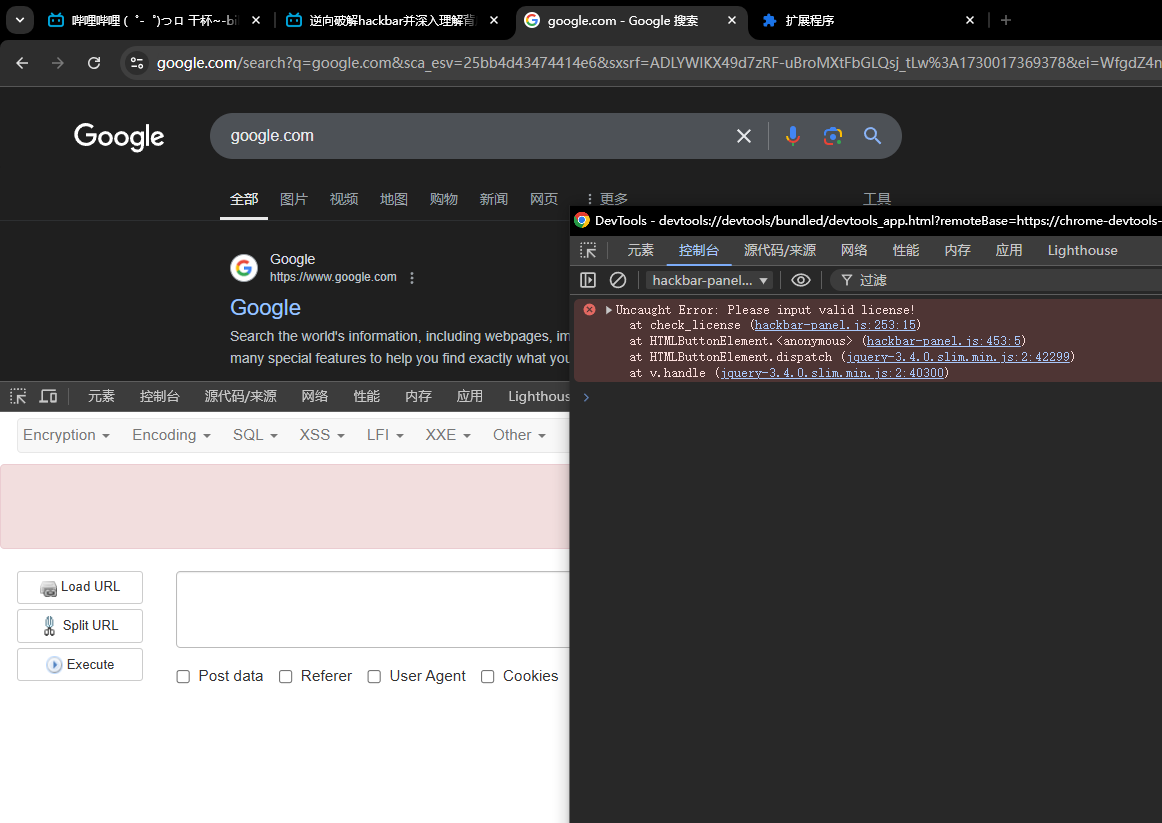 哔哩哔哩 (゜-゜)つロ 干杯~-bi
逆向破解hackbar并深入理解背
google.com - Google 搜索
扩展程序
google.com/search?q=google.com&sca_esv=25bb4d43474414e6&sxsrf=ADLYWIKX49d7zRF-uBroMXtFbGLQsj_tLw%3A1730017369378&ei=WfgdZ4n
Google
google.com
全部 图片 视频 地图 购物 新闻 网页 更多 工具
Google
https://www.google.com
Google
Search the world's information, including webpages, im
many special features to help you find exactly what you
元素 控制台 源代码/来源 网络 性能 内存 应用 Lighthous
Encryption Encoding SQL XSS LFI XXE Other
Load URL
Split URL
Execute
Post data Referer User Agent Cookies
DevTools - devtools://devtools/bundled/devtools_app.html?remoteBase=https://chrome-devtools-
元素 控制台 源代码/来源 网络 性能 内存 应用 Lighthouse
hackbar-panel... 过滤
Uncaught Error: Please input valid license!
at check_license (hackbar-panel.js:253:15)
at HTMLButtonElement.<anonymous> (hackbar-panel.js:453:5)
at HTMLButtonElement.dispatch (jquery-3.4.0.slim.min.js:2:42299)
at v.handle (jquery-3.4.0.slim.min.js:2:40300)